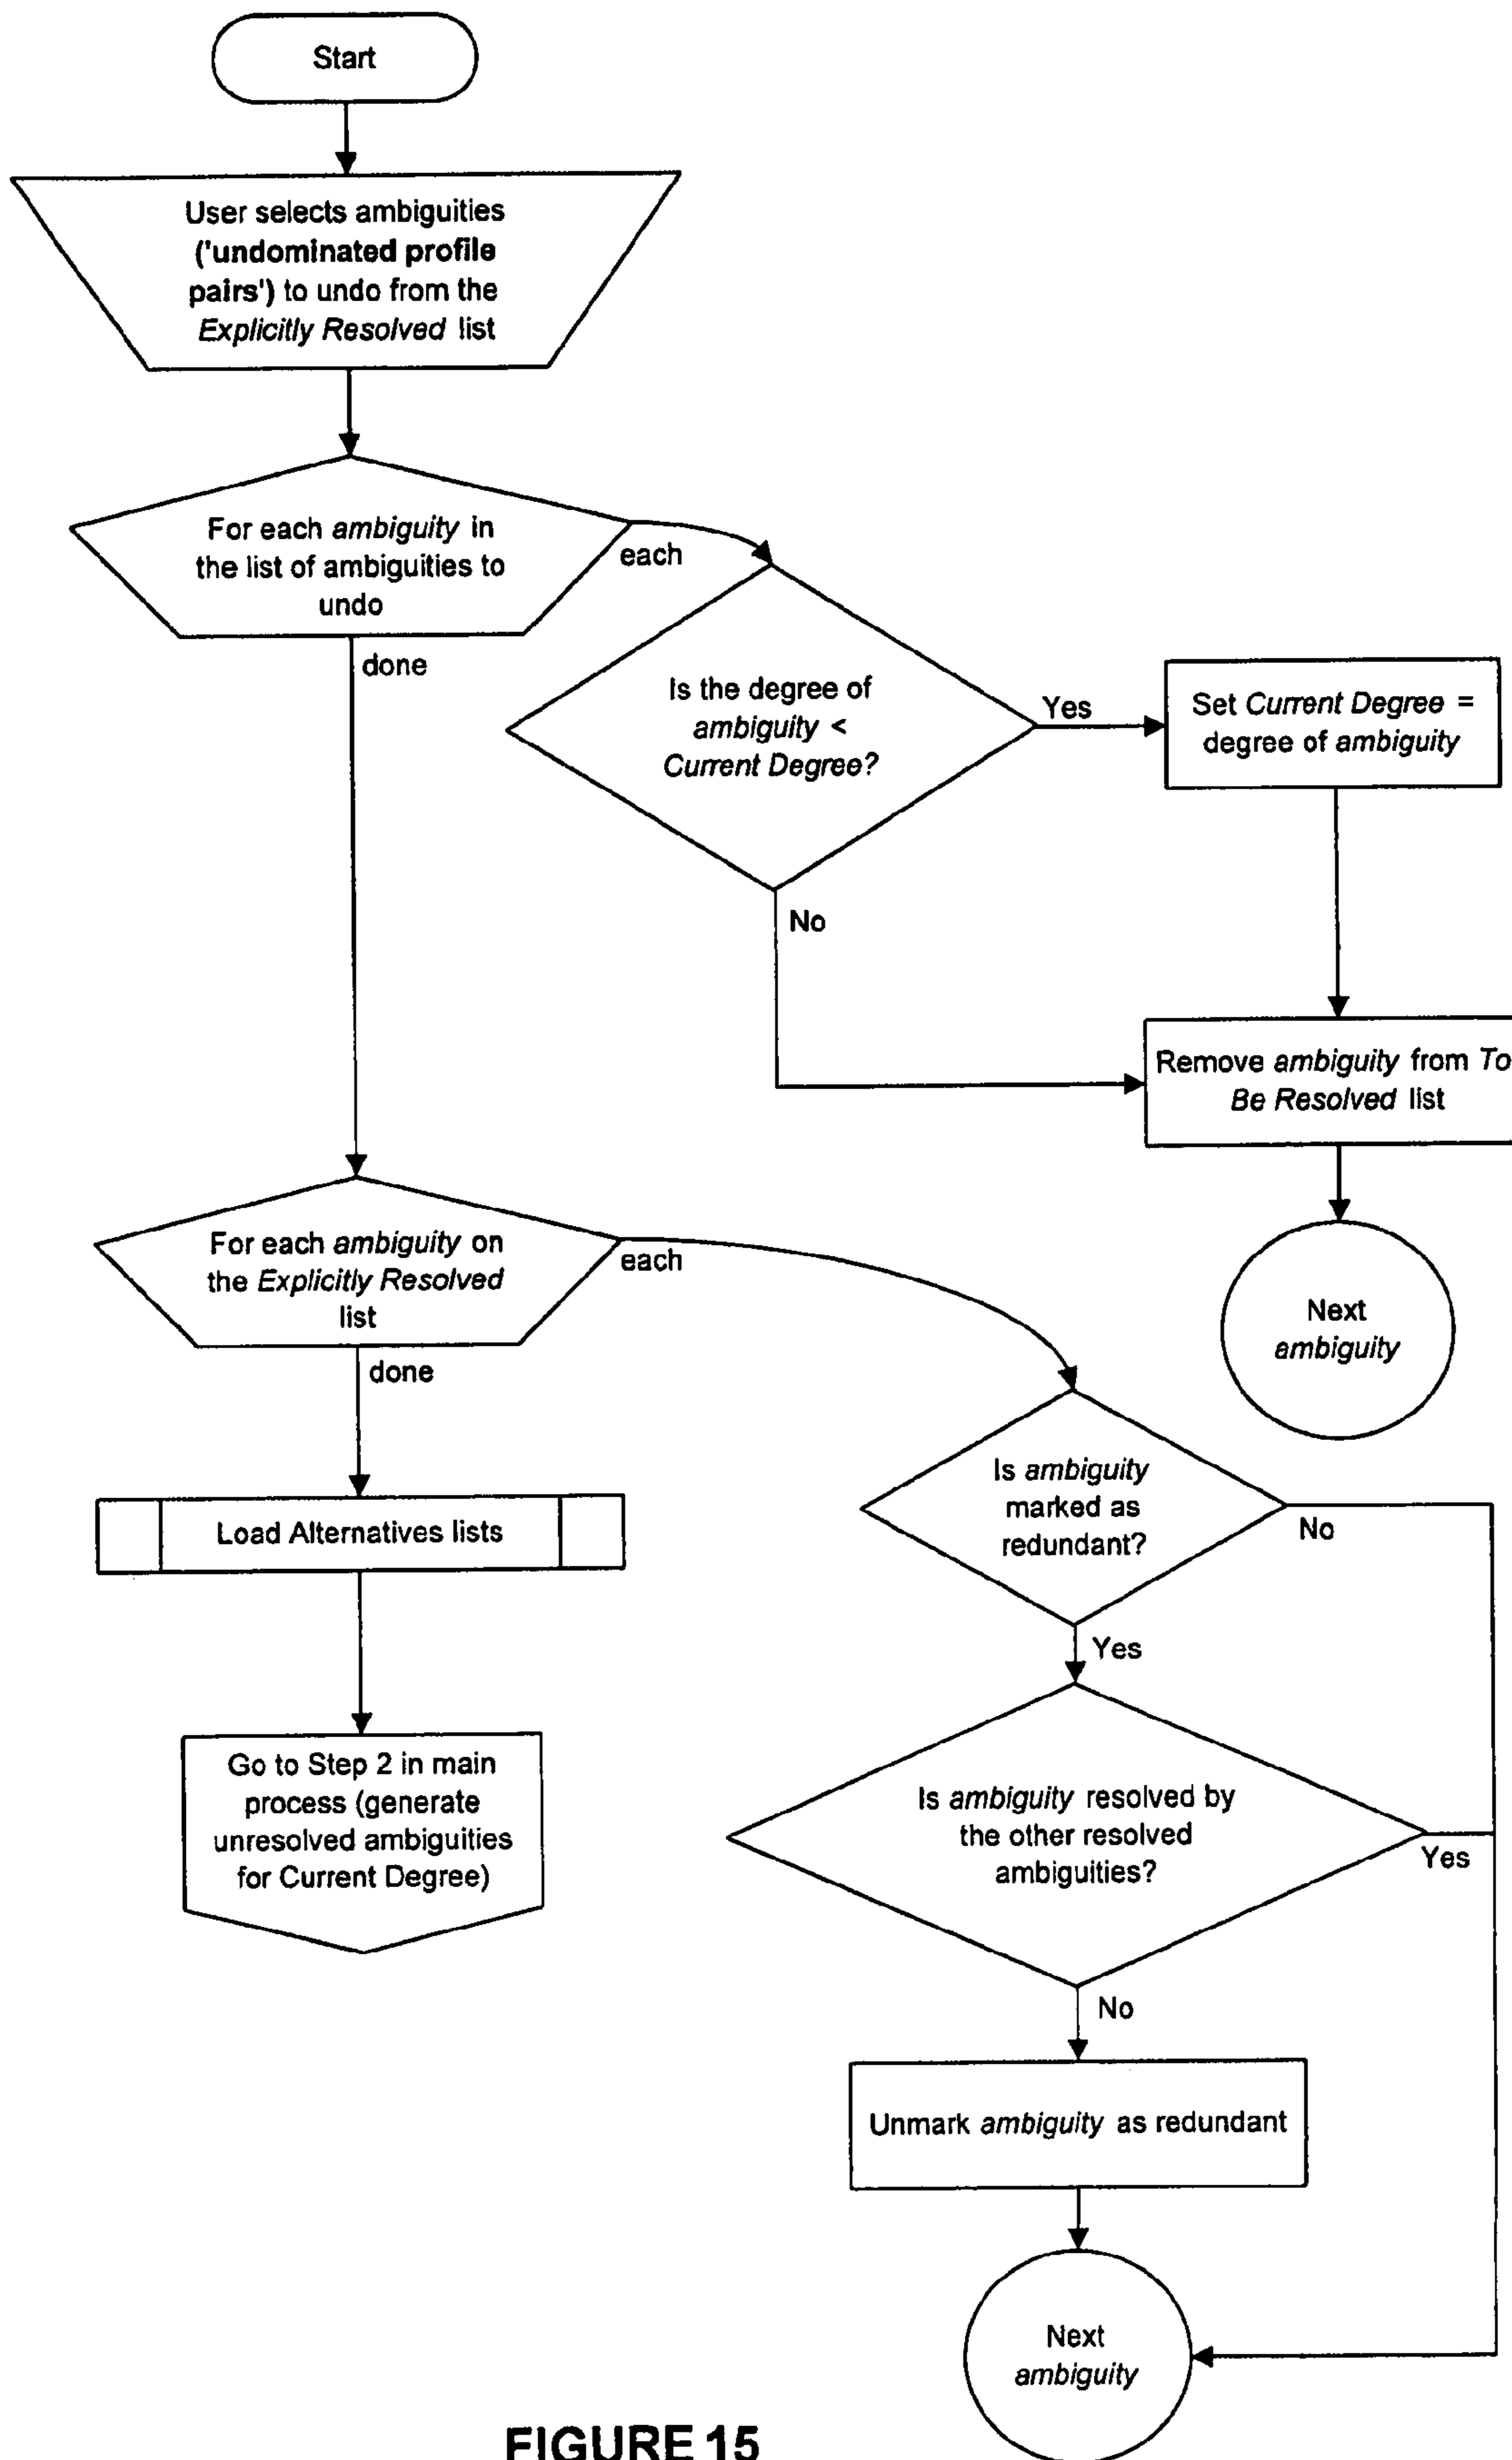 Start
User selects ambiguities
('undominated profile
pairs') to undo from the
Explicitly Resolved list
For each ambiguity in
the list of ambiguities to
undo
each
done
Is the degree of
ambiguity <
Current Degree?
Yes
Set Current Degree =
degree of ambiguity
No
Remove ambiguity from To
Be Resolved list
Next
ambiguity
For each ambiguity on
the Explicitly Resolved
list
each
done
Load Alternatives lists
Go to Step 2 in main
process (generate
unresolved ambiguities
for Current Degree)
Is ambiguity
marked as
redundant?
No
Yes
Is ambiguity resolved by
the other resolved
ambiguities?
Yes
No
Unmark ambiguity as redundant
Next
ambiguity
FIGURE 15